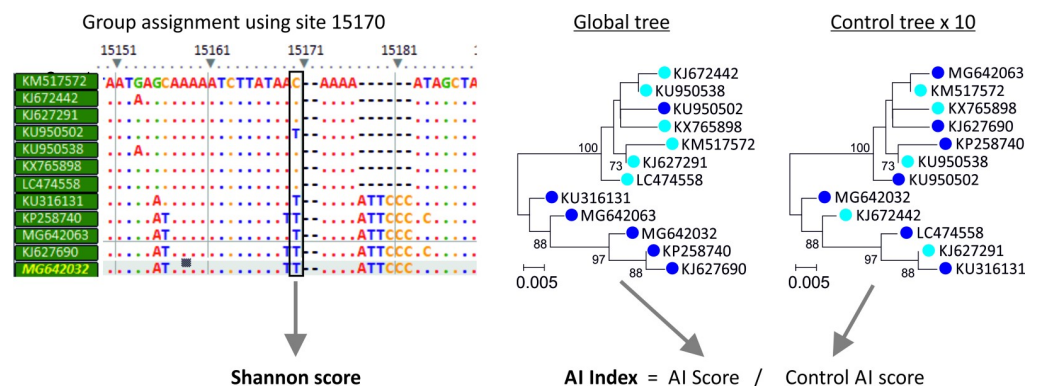 Group assignment using site 15170
15151 15161 15171 15181
KM517572 AATGAGCAAAAATCTTATAAC--AAAA------ATAGCTA
KJ672442 ...A................--....------.......
KJ627291 ....................--....------.......
KU950502 ....................T--....------.......
KU950538 ...A................--....------.......
KX765898 ....................--....------.......
LC474558 ....................--....------.......
KU316131 .....A..............T--....ATTCCC.......
KP258740 .....AT.............TT--....ATTCCC.C.....
MG642063 .....AT.............TT--....ATTCCC.......
KJ627690 .....AT.............TT--....ATTCCC.C.....
MG642032 .....AT.............TT--....ATTCCC.......
Shannon score
Global tree
KJ672442
KU950538
KU950502
KX765898
KM517572
73 KJ627291
100
LC474558
KU316131
MG642063
88
MG642032
97
KP258740
88 KJ627690
0.005
Control tree x 10
MG642063
KM517572
KX765898
KJ627690
KP258740
73 KU950538
100
KU950502
MG642032
KJ672442
88
LC474558
97
KJ627291
88 KU316131
0.005
AI Index = AI Score / Control AI score